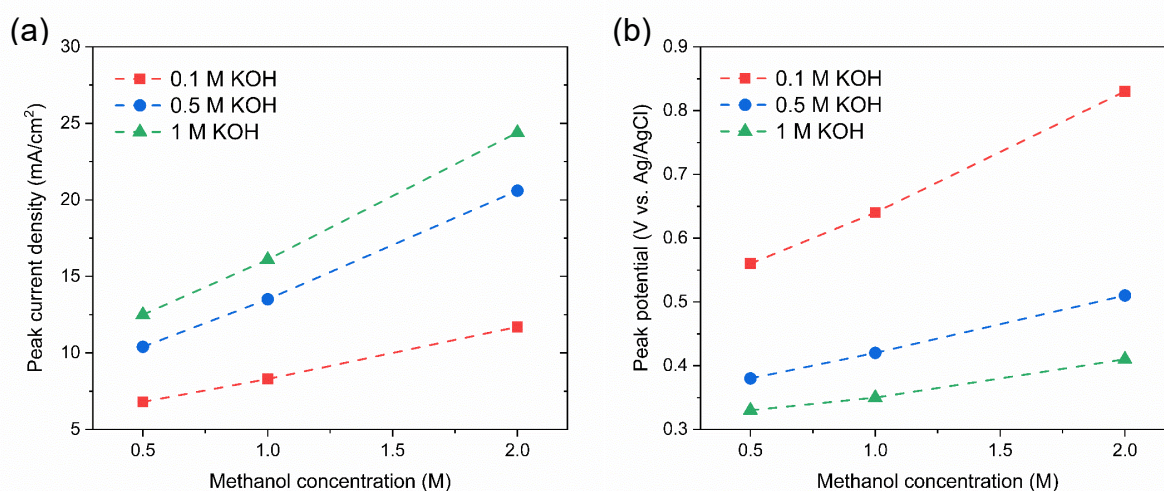 (a)
30
25
20
15
10
5
0.5
1.0
1.5
2.0
Peak current density (mA/cm²)
Methanol concentration (M)
0.1 M KOH
0.5 M KOH
1 M KOH
(b)
0.9
0.8
0.7
0.6
0.5
0.4
0.3
0.5
1.0
1.5
2.0
Peak potential (V vs. Ag/AgCl)
Methanol concentration (M)
0.1 M KOH
0.5 M KOH
1 M KOH